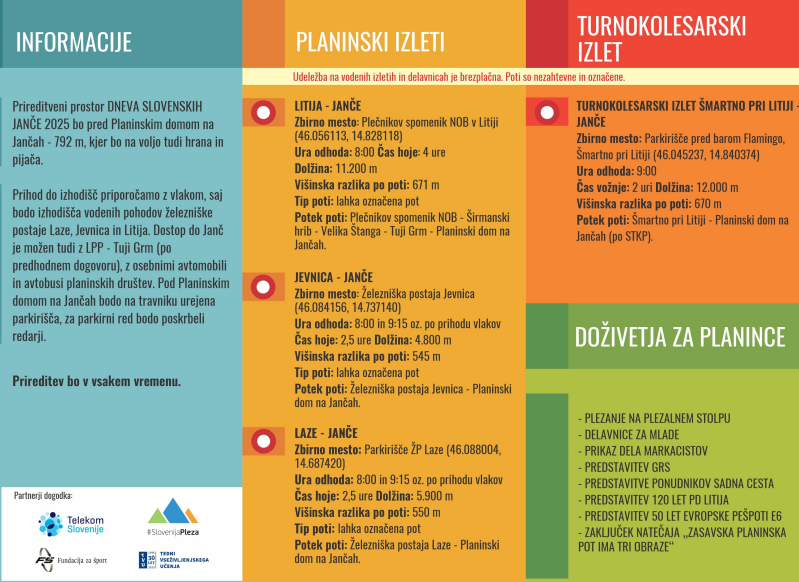 INFORMACIJE
Prireditveni prostor DNEVA SLOVENSKIH
JANČE 2025 bo pred Planinskim domom na
Jančah - 792 m, kjer bo na voljo tudi hrana in
pijača.
Prihod do izhodišč priporočamo z vlakom, saj
bodo izhodišča vodenih pohodov železniške
postaje Laze, Jevnica in Litija. Dostop do Janč
je možen tudi z LPP - Tuji Grm (po
predhodnem dogovoru), z osebnimi avtomobili
in avtobusi planinskih društev. Pod Planinskim
domom na Jančah bodo na travniku urejena
parkirišča, za parkirni red bodo poskrbeli
redarji.
Prireditev bo v vsakem vremenu.
Partnerji dogodka:
Telekom
Slovenije
#SlovenijaPleza
FŠ Fundacija za šport
TVU
30 LET
TEDNI
VSEŽIVLJENJSKEGA
UČENJA
PLANINSKI IZLETI
Udeležba na vodenih izletih in delavnicah je brezplačna. Poti so nezahtevne in označene.
LITIJA - JANČE
Zbirno mesto: Plečnikov spomenik NOB v Litiji
(46.056113, 14.828118)
Ura odhoda: 8:00 Čas hoje: 4 ure
Dolžina: 11.200 m
Višinska razlika po poti: 671 m
Tip poti: lahka označena pot
Potek poti: Plečnikov spomenik NOB - Širmanski
hrib - Velika Štanga - Tuji Grm - Planinski dom na
Jančah.
JEVNICA - JANČE
Zbirno mesto: Železniška postaja Jevnica
(46.084156, 14.737140)
Ura odhoda: 8:00 in 9:15 oz. po prihodu vlakov
Čas hoje: 2,5 ure Dolžina: 4.800 m
Višinska razlika po poti: 545 m
Tip poti: lahka označena pot
Potek poti: Železniška postaja Jevnica - Planinski
dom na Jančah.
LAZE - JANČE
Zbirno mesto: Parkirišče ŽP Laze (46.088004,
14.687420)
Ura odhoda: 8:00 in 9:15 oz. po prihodu vlakov
Čas hoje: 2,5 ure Dolžina: 5.900 m
Višinska razlika po poti: 550 m
Tip poti: lahka označena pot
Potek poti: Železniška postaja Laze - Planinski
dom na Jančah.
TURNOKOLESARSKI
IZLET
TURNOKOLESARSKI IZLET ŠMARTNO PRI LITIJI -
JANČE
Zbirno mesto: Parkirišče pred barom Flamingo,
Šmartno pri Litiji (46.045237, 14.840374)
Ura odhoda: 9:00
Čas vožnje: 2 uri Dolžina: 12.000 m
Višinska razlika po poti: 670 m
Potek poti: Šmartno pri Litiji - Planinski dom na
Jančah (po STKP).
DOŽIVETJA ZA PLANINCE
- PLEZANJE NA PLEZALNEM STOLPU
- DELAVNICE ZA MLADE
- PRIKAZ DELA MARKACISTOV
- PREDSTAVITEV GRS
- PREDSTAVITVE PONUDNIKOV SADNA CESTA
- PREDSTAVITEV 120 LET PD LITIJA
- PREDSTAVITEV 50 LET EVROPSKE PEŠPOTI E6
- ZAKLJUČEK NATEČAJA „ZASAVSKA PLANINSKA
POT IMA TRI OBRAZE“